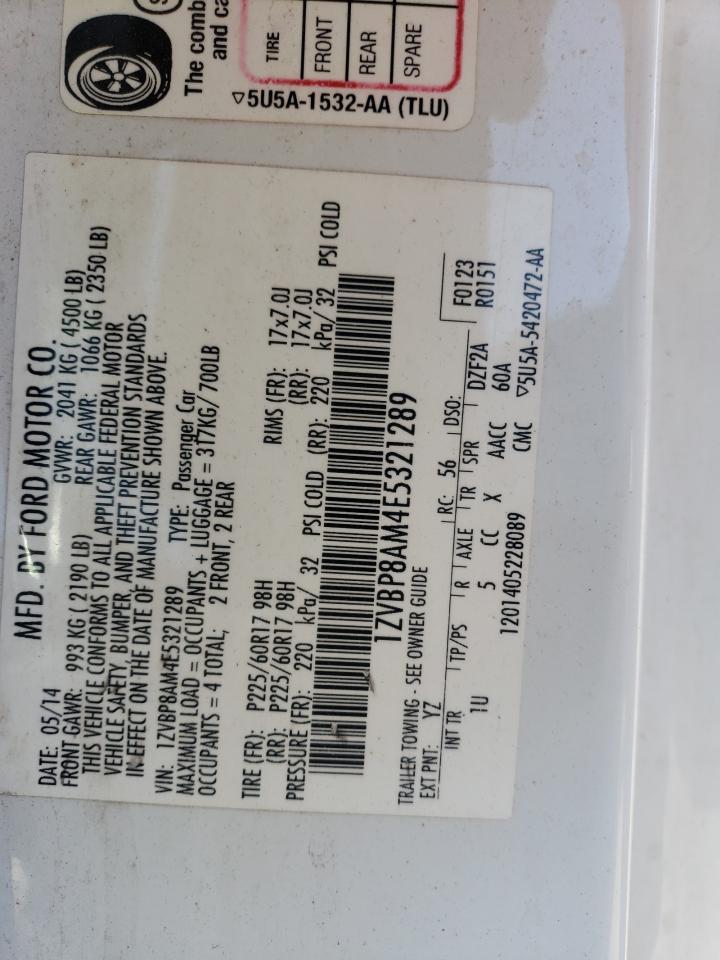 The comb
and ca
TIRE
FRONT
REAR
SPARE
▽5U5A-1532-AA (TLU)
MFD. BY FORD MOTOR CO.
DATE: 05/14 GVWR: 2041 KG ( 4500 LB)
FRONT GAWR: 993 KG ( 2190 LB) REAR GAWR: 1066 KG ( 2350 LB)
THIS VEHICLE CONFORMS TO ALL APPLICABLE FEDERAL MOTOR
VEHICLE SAFETY, BUMPER, AND THEFT PREVENTION STANDARDS
IN EFFECT ON THE DATE OF MANUFACTURE SHOWN ABOVE.
VIN: 1ZVBP8AM4E5321289 TYPE: Passenger Car
MAXIMUM LOAD = OCCUPANTS + LUGGAGE = 317KG/ 700LB
OCCUPANTS = 4 TOTAL; 2 FRONT, 2 REAR
TIRE (FR): P225/60R17 98H RIMS (FR): 17x7.0J
(RR): P225/60R17 98H (RR): 17x7.0J
PRESSURE (FR): 220 kPa/ 32 PSI COLD (RR): 220 kPa/ 32 PSI COLD
1ZVBP8AM4E5321289
TRAILER TOWING - SEE OWNER GUIDE
EXT PNT: YZ RC: 56 DSO: F0123
R0151
INT TR TP/PS R AXLE TR SPR DZF2A
1U 5 CC X AACC 60A
1201405228089 CMC ▽5U5A-5420472-AA